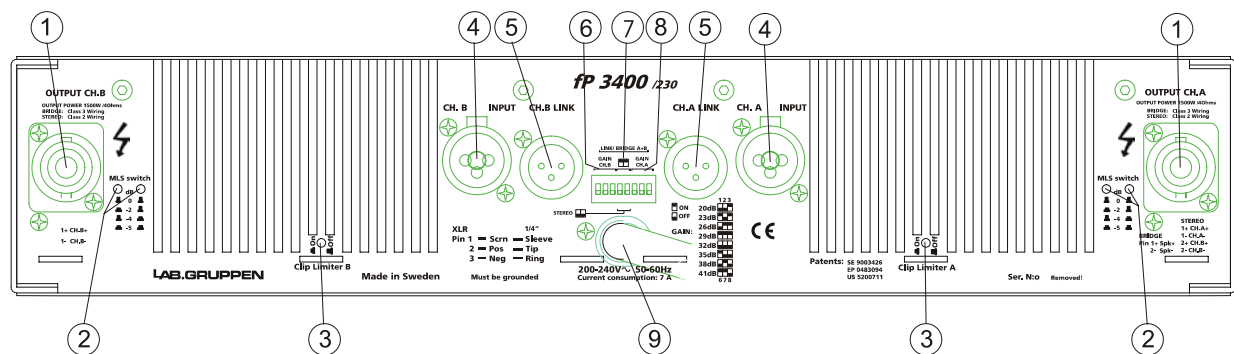 1
4
5
6
7
8
5
4
1
OUTPUT CH.B
OUTPUT POWER 1500W /4Ohms
BRIDGE: Class 3 Wiring
STEREO: Class 2 Wiring
MLS switch
dB
0
-2
-4
-5
1+ CH.B+
1- CH,B-
fP 3400 /230
CH. B INPUT
CH.B LINK
CH.A LINK
CH. A INPUT
LINK/ BRIDGE A+B
GAIN CH.B
GAIN CH.A
STEREO
ON
OFF
GAIN:
1 2 3
20dB
23dB
26dB
29dB
32dB
35dB
38dB
41dB
6 7 8
XLR 1/4"
Pin 1 Scrn Sleeve
2 Pos Tip
3 Neg Ring
Must be grounded
200-240V~ 50-60Hz
Current consumption: 7 A
CE
On
Off
Clip Limiter B
LAB.GRUPPEN
Made in Sweden
Patents: SE 9003426
EP 0483094
US 5200711
On
Off
Clip Limiter A
Ser. N:o Removed!
OUTPUT CH.A
OUTPUT POWER 1500W /4Ohms
BRIDGE: Class 3 Wiring
STEREO: Class 2 Wiring
MLS switch
dB
0
-2
-4
-5
STEREO
1+ CH.A+
1- CH.A-
2+ CH.B+
2- CH,B-
BRIDGE
Pin 1+ Spk+
2- Spk-
2
3
9
3
2